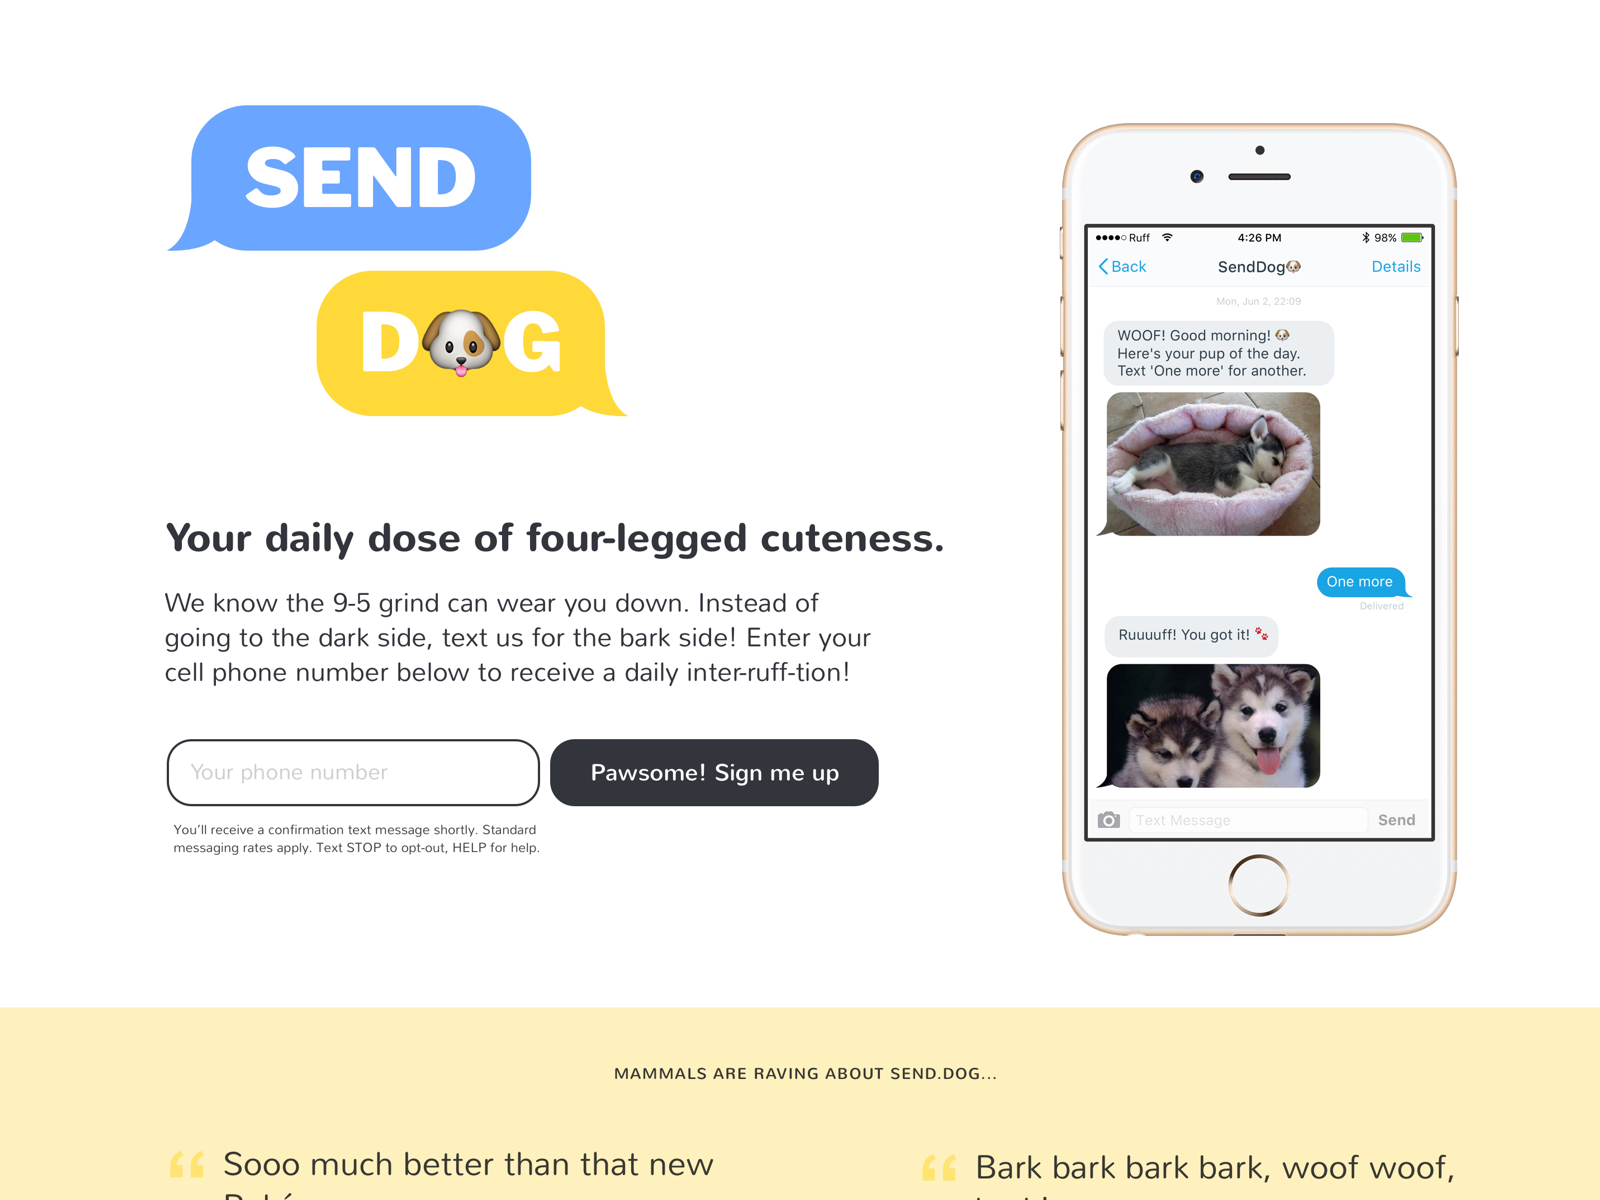 SEND
D🐶G
Your daily dose of four-legged cuteness.
We know the 9-5 grind can wear you down. Instead of
going to the dark side, text us for the bark side! Enter your
cell phone number below to receive a daily inter-ruff-tion!
Your phone number
Pawsome! Sign me up
You'll receive a confirmation text message shortly. Standard
messaging rates apply. Text STOP to opt-out, HELP for help.
Ruff 4:26 PM 98%
Back SendDog🐶 Details
Mon, Jun 2, 22:09
WOOF! Good morning! 🐶
Here's your pup of the day.
Text 'One more' for another.
One more
Delivered
Ruuuuff! You got it! 🐾
Text Message Send
MAMMALS ARE RAVING ABOUT SEND.DOG...
“ Sooo much better than that new
“ Bark bark bark bark, woof woof,